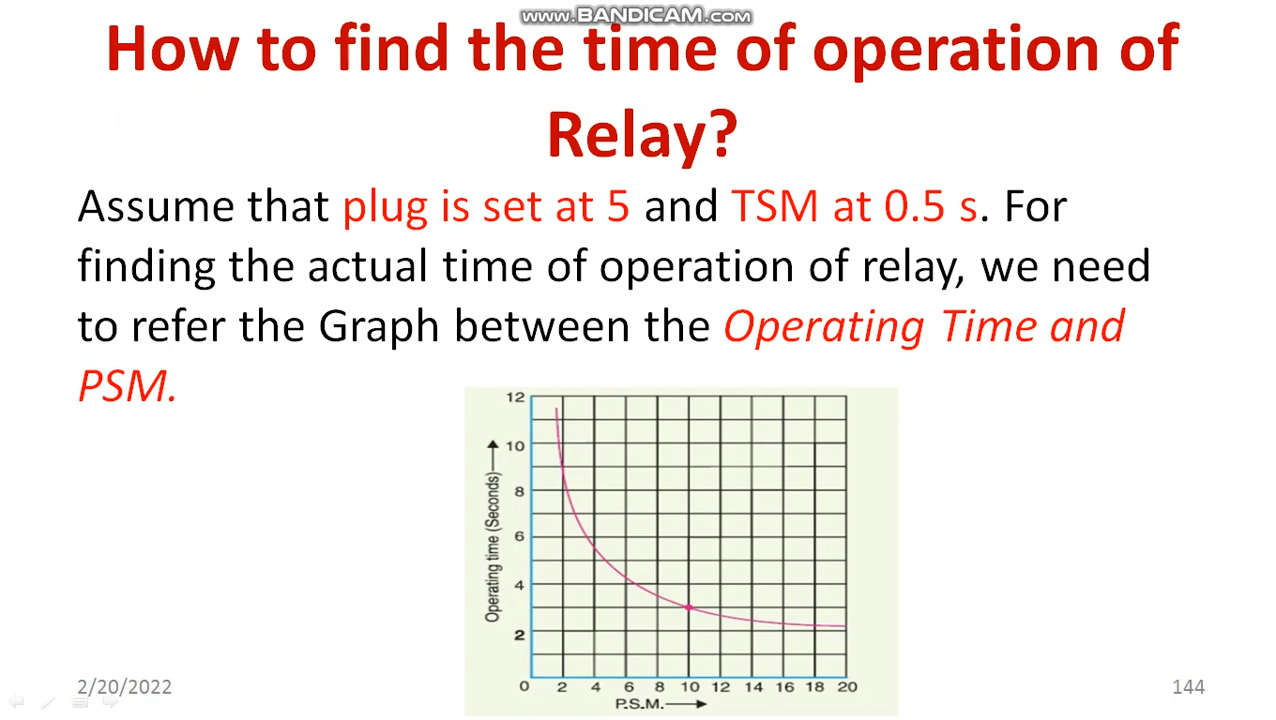 www.BANDICAM.com
How to find the time of operation of
Relay?
Assume that plug is set at 5 and TSM at 0.5 s. For
finding the actual time of operation of relay, we need
to refer the Graph between the Operating Time and
PSM.
12
10
8
6
4
2
Operating time (Seconds)
0 2 4 6 8 10 12 14 16 18 20
P.S.M.
2/20/2022
144